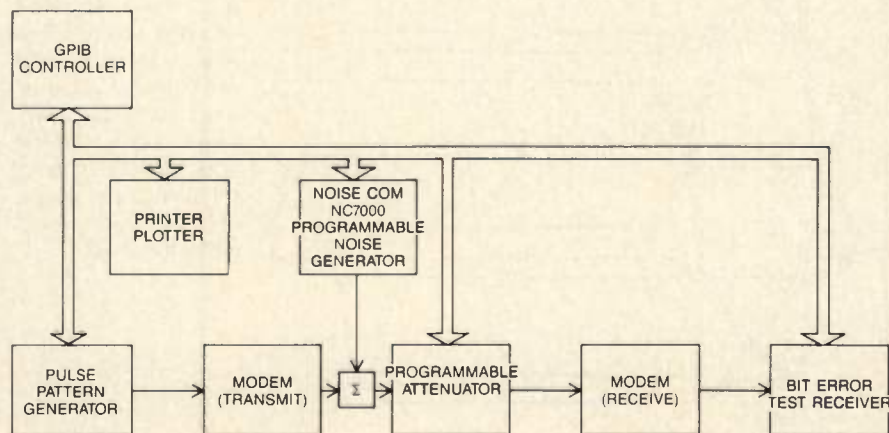 GPIB
CONTROLLER
PRINTER
PLOTTER
NOISE COM
NC7000
PROGRAMMABLE
NOISE
GENERATOR
PULSE
PATTERN
GENERATOR
MODEM
(TRANSMIT)
Σ
PROGRAMMABLE
ATTENUATOR
MODEM
(RECEIVE)
BIT ERROR
TEST RECEIVER